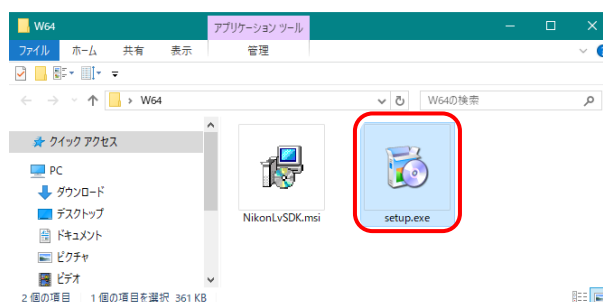 W64
アプリケーション ツール
ファイル ホーム 共有 表示 管理
W64
W64の検索
クイック アクセス
PC
ダウンロード
デスクトップ
ドキュメント
ピクチャ
ビデオ
NikonLvSDK.msi
setup.exe
2 個の項目 1 個の項目を選択 361 KB